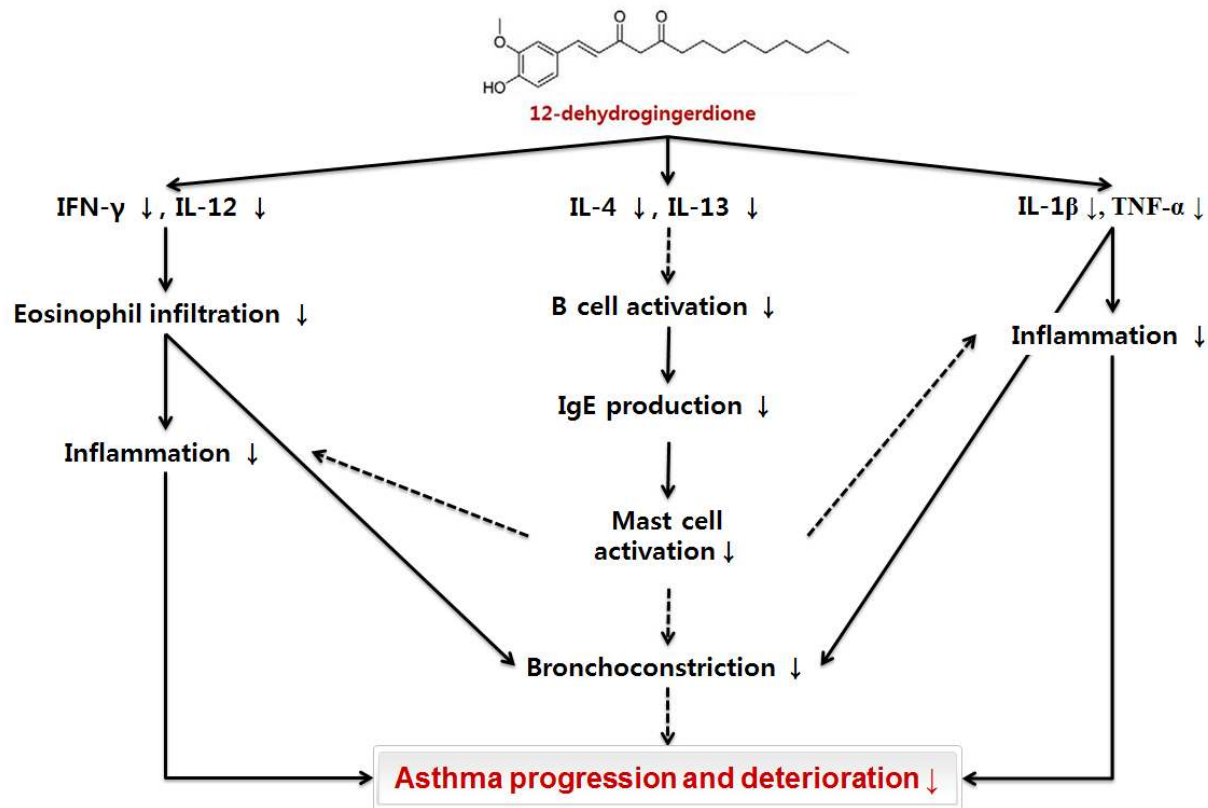 O
O
O
HO
12-dehydrogingerdione
IFN-γ ↓, IL-12 ↓
IL-4 ↓, IL-13 ↓
IL-1β ↓, TNF-α ↓
Eosinophil infiltration ↓
B cell activation ↓
Inflammation ↓
IgE production ↓
Inflammation ↓
Mast cell
activation ↓
Bronchoconstriction ↓
Asthma progression and deterioration ↓